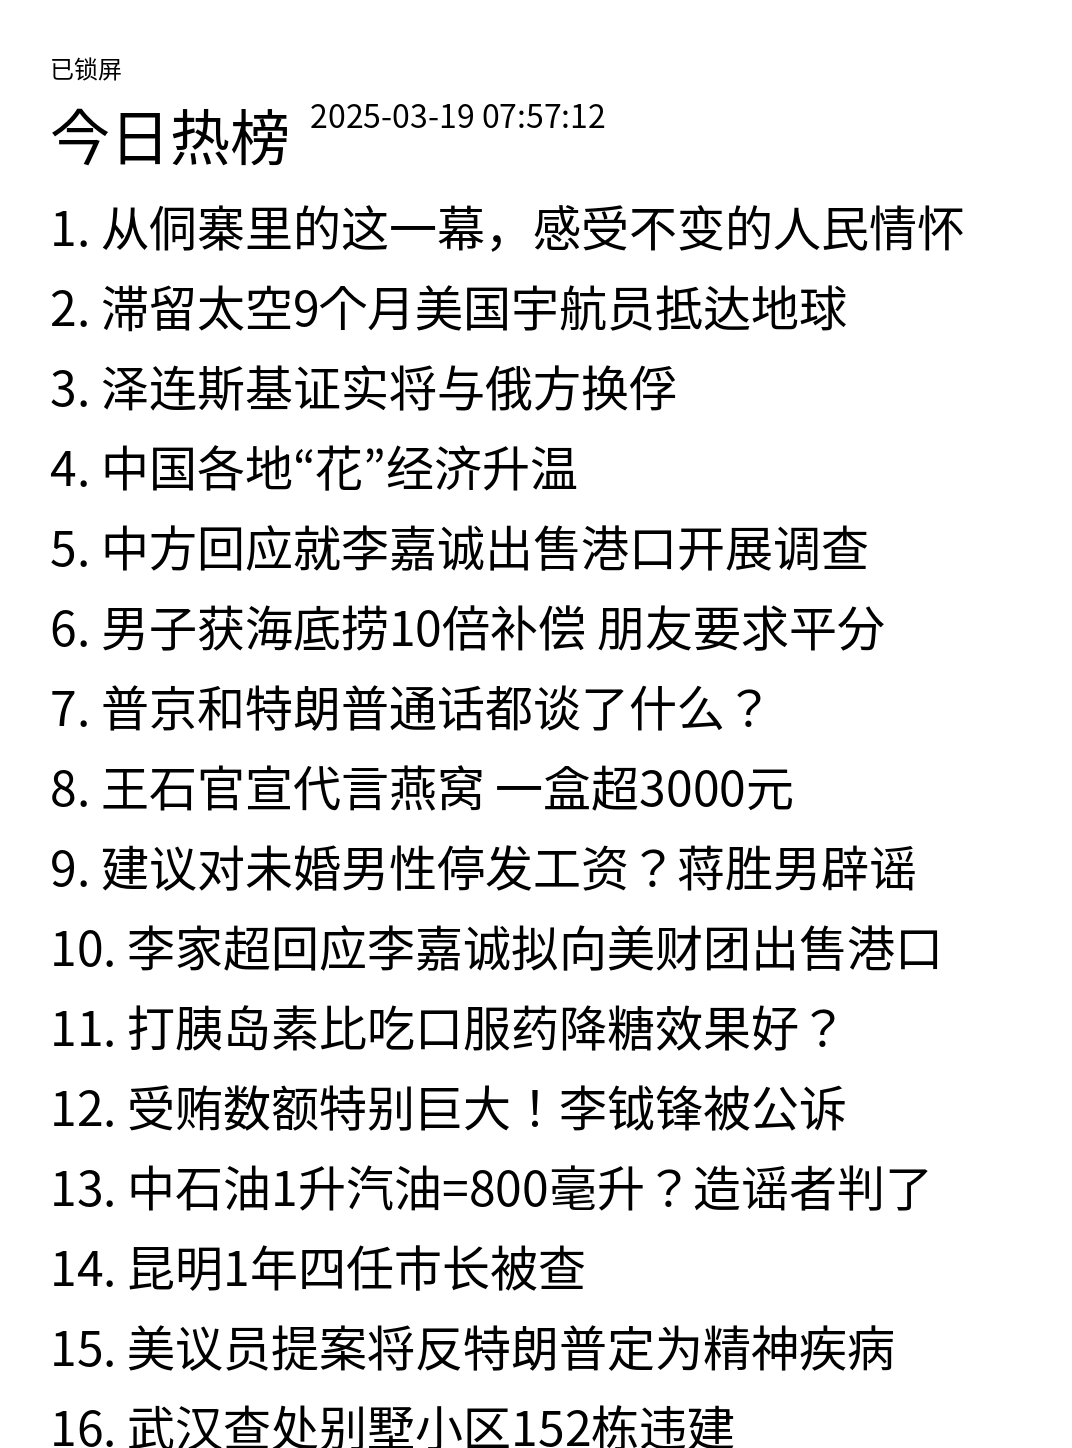 已锁屏
今日热榜 2025-03-19 07:57:12
1. 从侗寨里的这一幕，感受不变的人民情怀
2. 滞留太空9个月美国宇航员抵达地球
3. 泽连斯基证实将与俄方换俘
4. 中国各地“花”经济升温
5. 中方回应就李嘉诚出售港口开展调查
6. 男子获海底捞10倍补偿 朋友要求平分
7. 普京和特朗普通话都谈了什么？
8. 王石官宣代言燕窝 一盒超3000元
9. 建议对未婚男性停发工资？蒋胜男辟谣
10. 李家超回应李嘉诚拟向美财团出售港口
11. 打胰岛素比吃口服药降糖效果好？
12. 受贿数额特别巨大！李钺锋被公诉
13. 中石油1升汽油=800毫升？造谣者判了
14. 昆明1年四任市长被查
15. 美议员提案将反特朗普定为精神疾病
16. 武汉查处别墅小区152栋违建